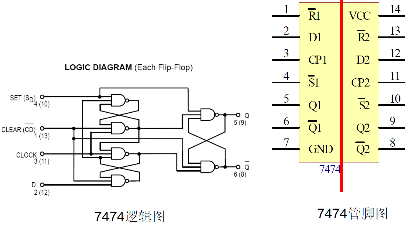 LOGIC DIAGRAM (Each Flip-Flop)
SET (S̅D)
4 (10)
CLEAR (C̅D̅)
1 (13)
CLOCK
3 (11)
D
2 (12)
Q
5 (9)
Q̅
6 (8)
7474逻辑图
1 R̅1 VCC 14
2 D1 R̅2 13
3 CP1 D2 12
4 S̅1 CP2 11
5 Q1 S̅2 10
6 Q̅1 Q2 9
7 GND Q̅2 8
7474
7474管脚图